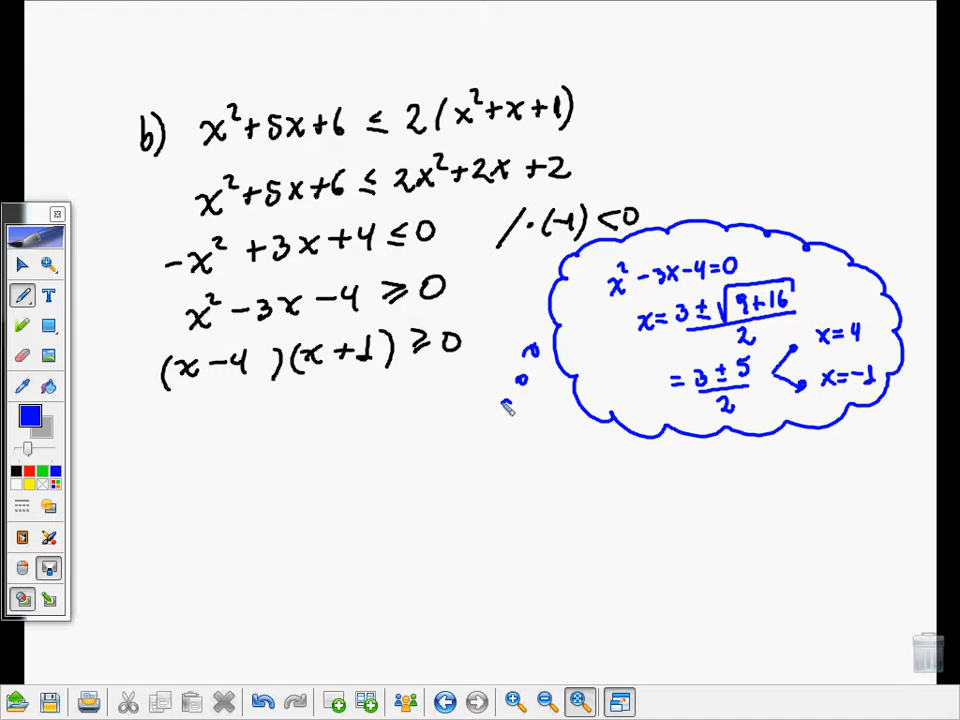 b) x²+5x+6 ≤ 2(x²+x+1)
x²+5x+6 ≤ 2x²+2x+2
-x²+3x+4 ≤ 0 /·(-1) < 0
x²-3x-4 ≥ 0
(x-4)(x+1) ≥ 0
x²-3x-4=0
x= 3±√9+16 / 2
= 3±5 / 2
x=4
x=-1
T